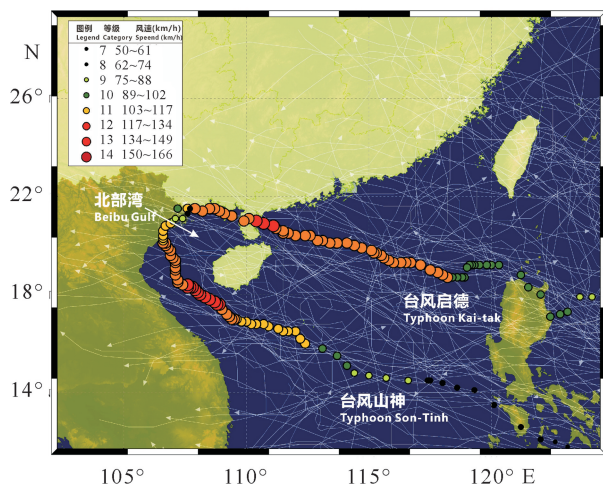 图例 等级 风速(km/h)
Legend Category Speend (km/h)
7 50~61
8 62~74
9 75~88
10 89~102
11 103~117
12 117~134
13 134~149
14 150~166
N
26°
22°
18°
14°
北部湾
Beibu Gulf
台风启德
Typhoon Kai-tak
台风山神
Typhoon Son-Tinh
105° 110° 115° 120° E